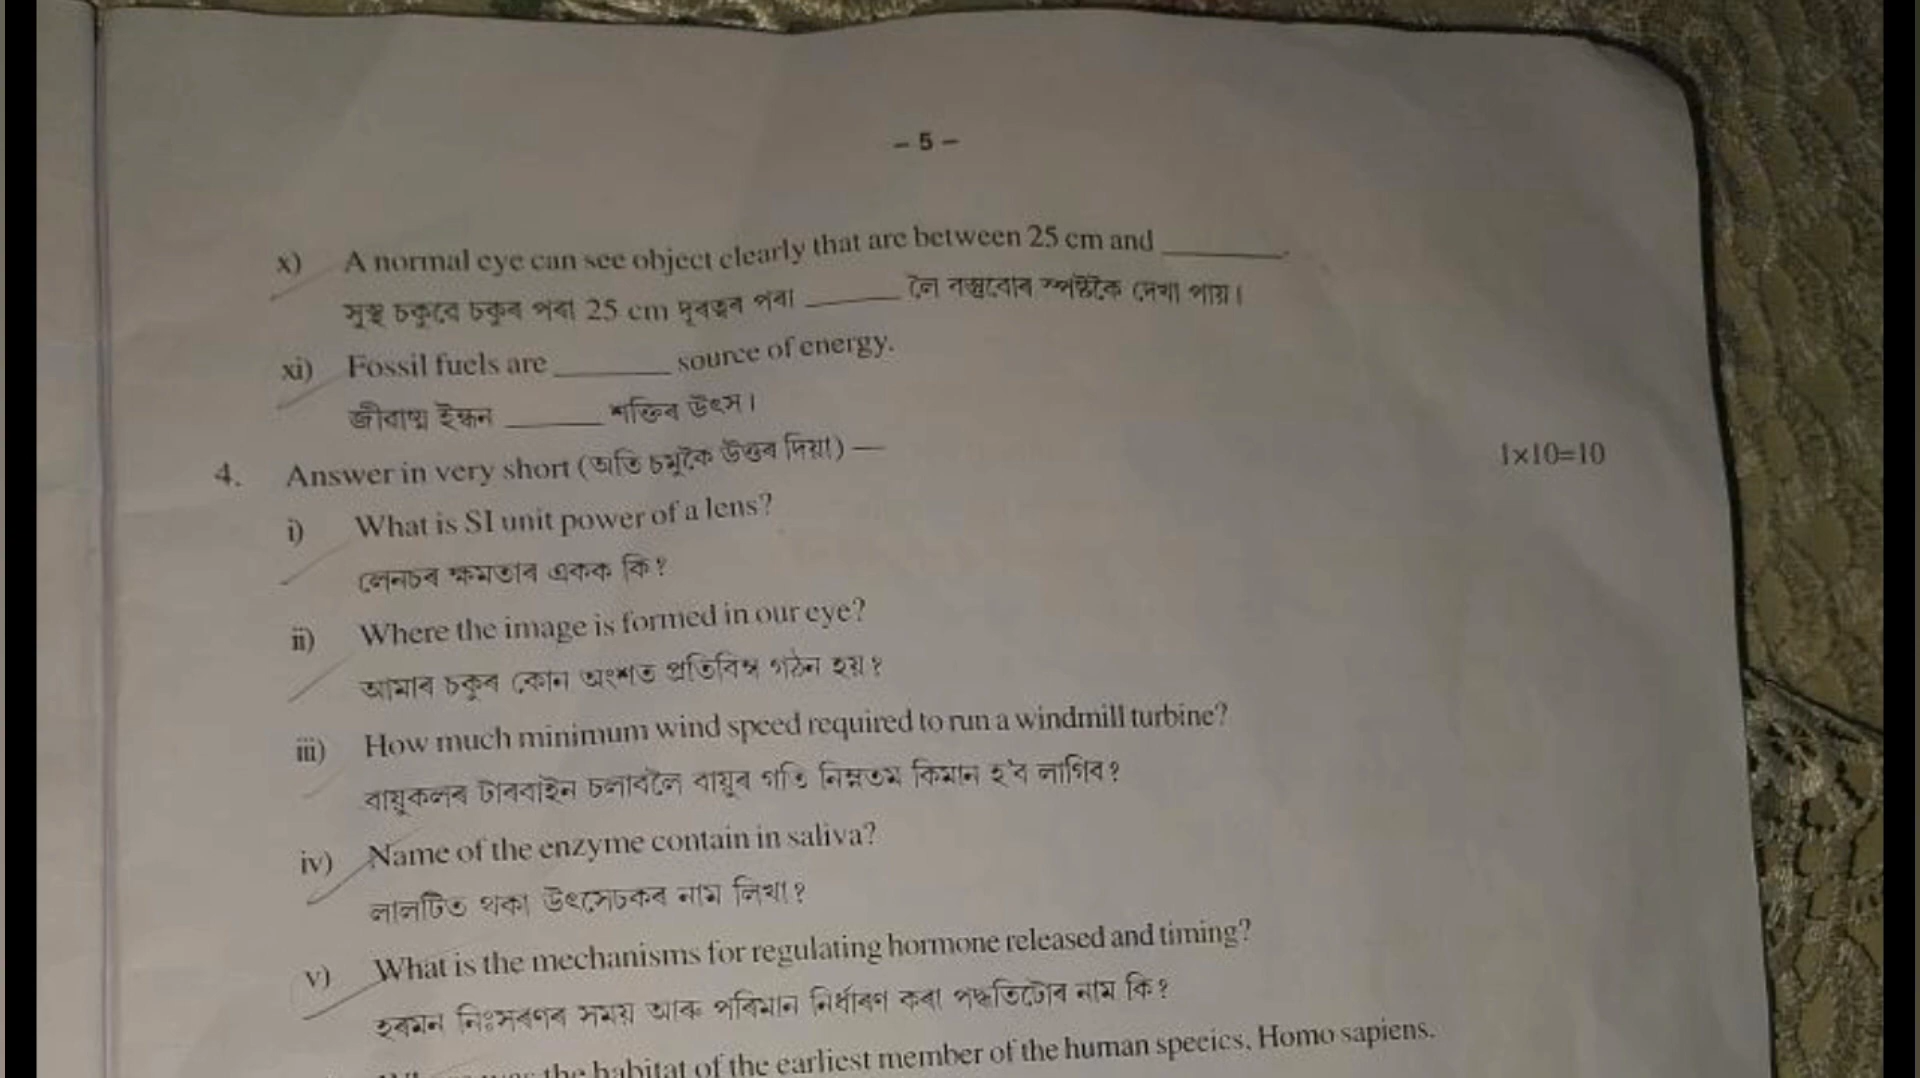 – 5 –
x) A normal eye can see object clearly that are between 25 cm and ________.
সুস্থ চকুৰে চকুৰ পৰা 25 cm দূৰত্বৰ পৰা ________ লৈ বস্তুবোৰ স্পষ্টকৈ দেখা পায়।
xi) Fossil fuels are ________ source of energy.
জীৱাশ্ম ইন্ধন ________ শক্তিৰ উৎস।
4. Answer in very short (অতি চমুকৈ উত্তৰ দিয়া) — 1×10=10
i) What is SI unit power of a lens?
লেনচৰ ক্ষমতাৰ একক কি?
ii) Where the image is formed in our eye?
আমাৰ চকুৰ কোন অংশত প্ৰতিবিম্ব গঠন হয়?
iii) How much minimum wind speed required to run a windmill turbine?
বায়ুকলৰ টাৰবাইন চলাবলৈ বায়ুৰ গতি নিম্নতম কিমান হ'ব লাগিব?
iv) Name of the enzyme contain in saliva?
লালটিত থকা উৎসেচকৰ নাম লিখা?
v) What is the mechanisms for regulating hormone released and timing?
হৰমন নিঃসৰণৰ সময় আৰু পৰিমান নিৰ্ধাৰণ কৰা পদ্ধতিটোৰ নাম কি?
the habitat of the earliest member of the human species, Homo sapiens.